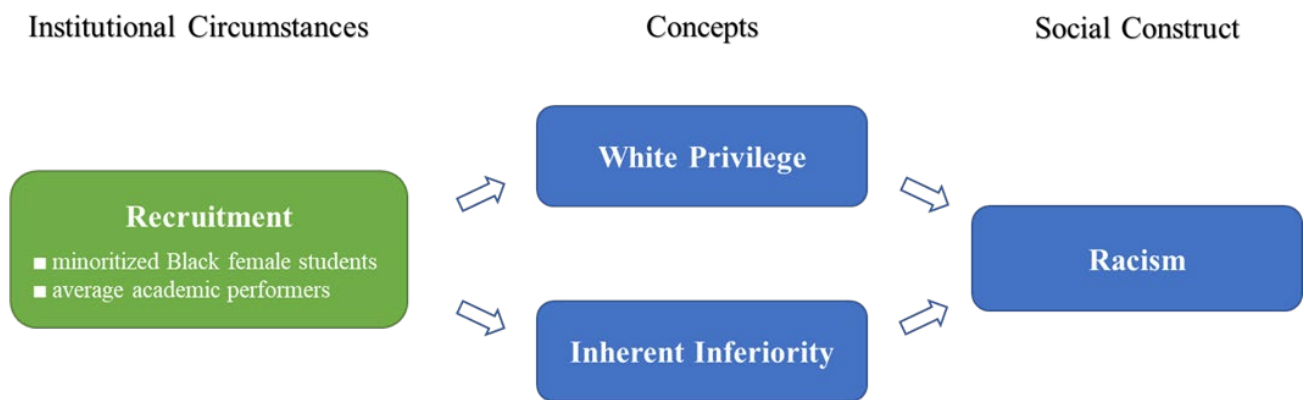 Institutional Circumstances
Concepts
Social Construct
White Privilege
Recruitment
■ minoritized Black female students
■ average academic performers
Racism
Inherent Inferiority